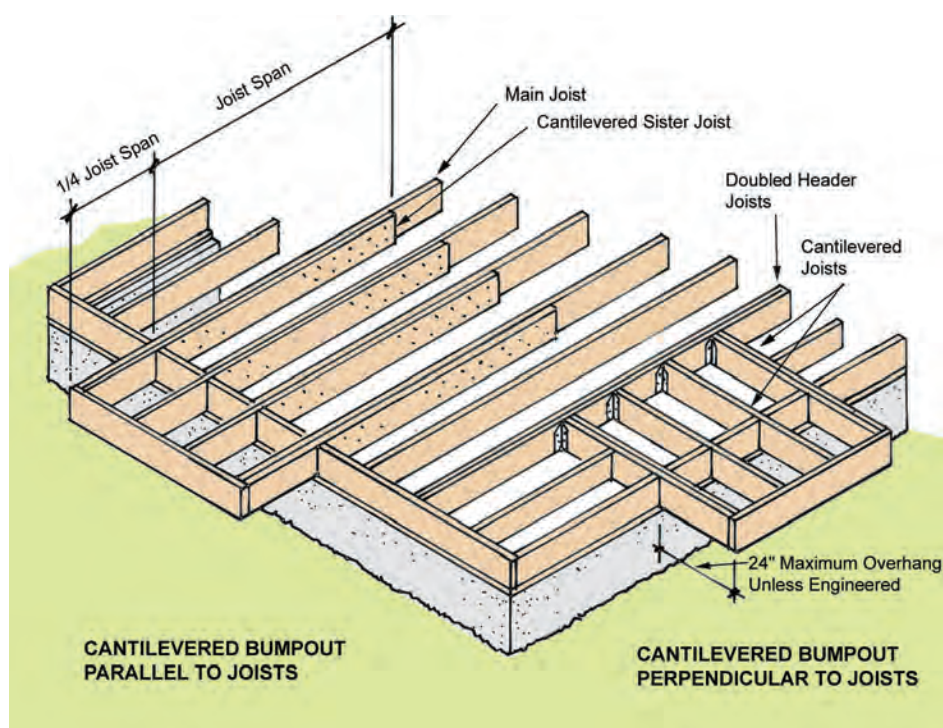 Joist Span
1/4 Joist Span
Main Joist
Cantilevered Sister Joist
Doubled Header
Joists
Cantilevered
Joists
24" Maximum Overhang
Unless Engineered
CANTILEVERED BUMPOUT
PARALLEL TO JOISTS
CANTILEVERED BUMPOUT
PERPENDICULAR TO JOISTS